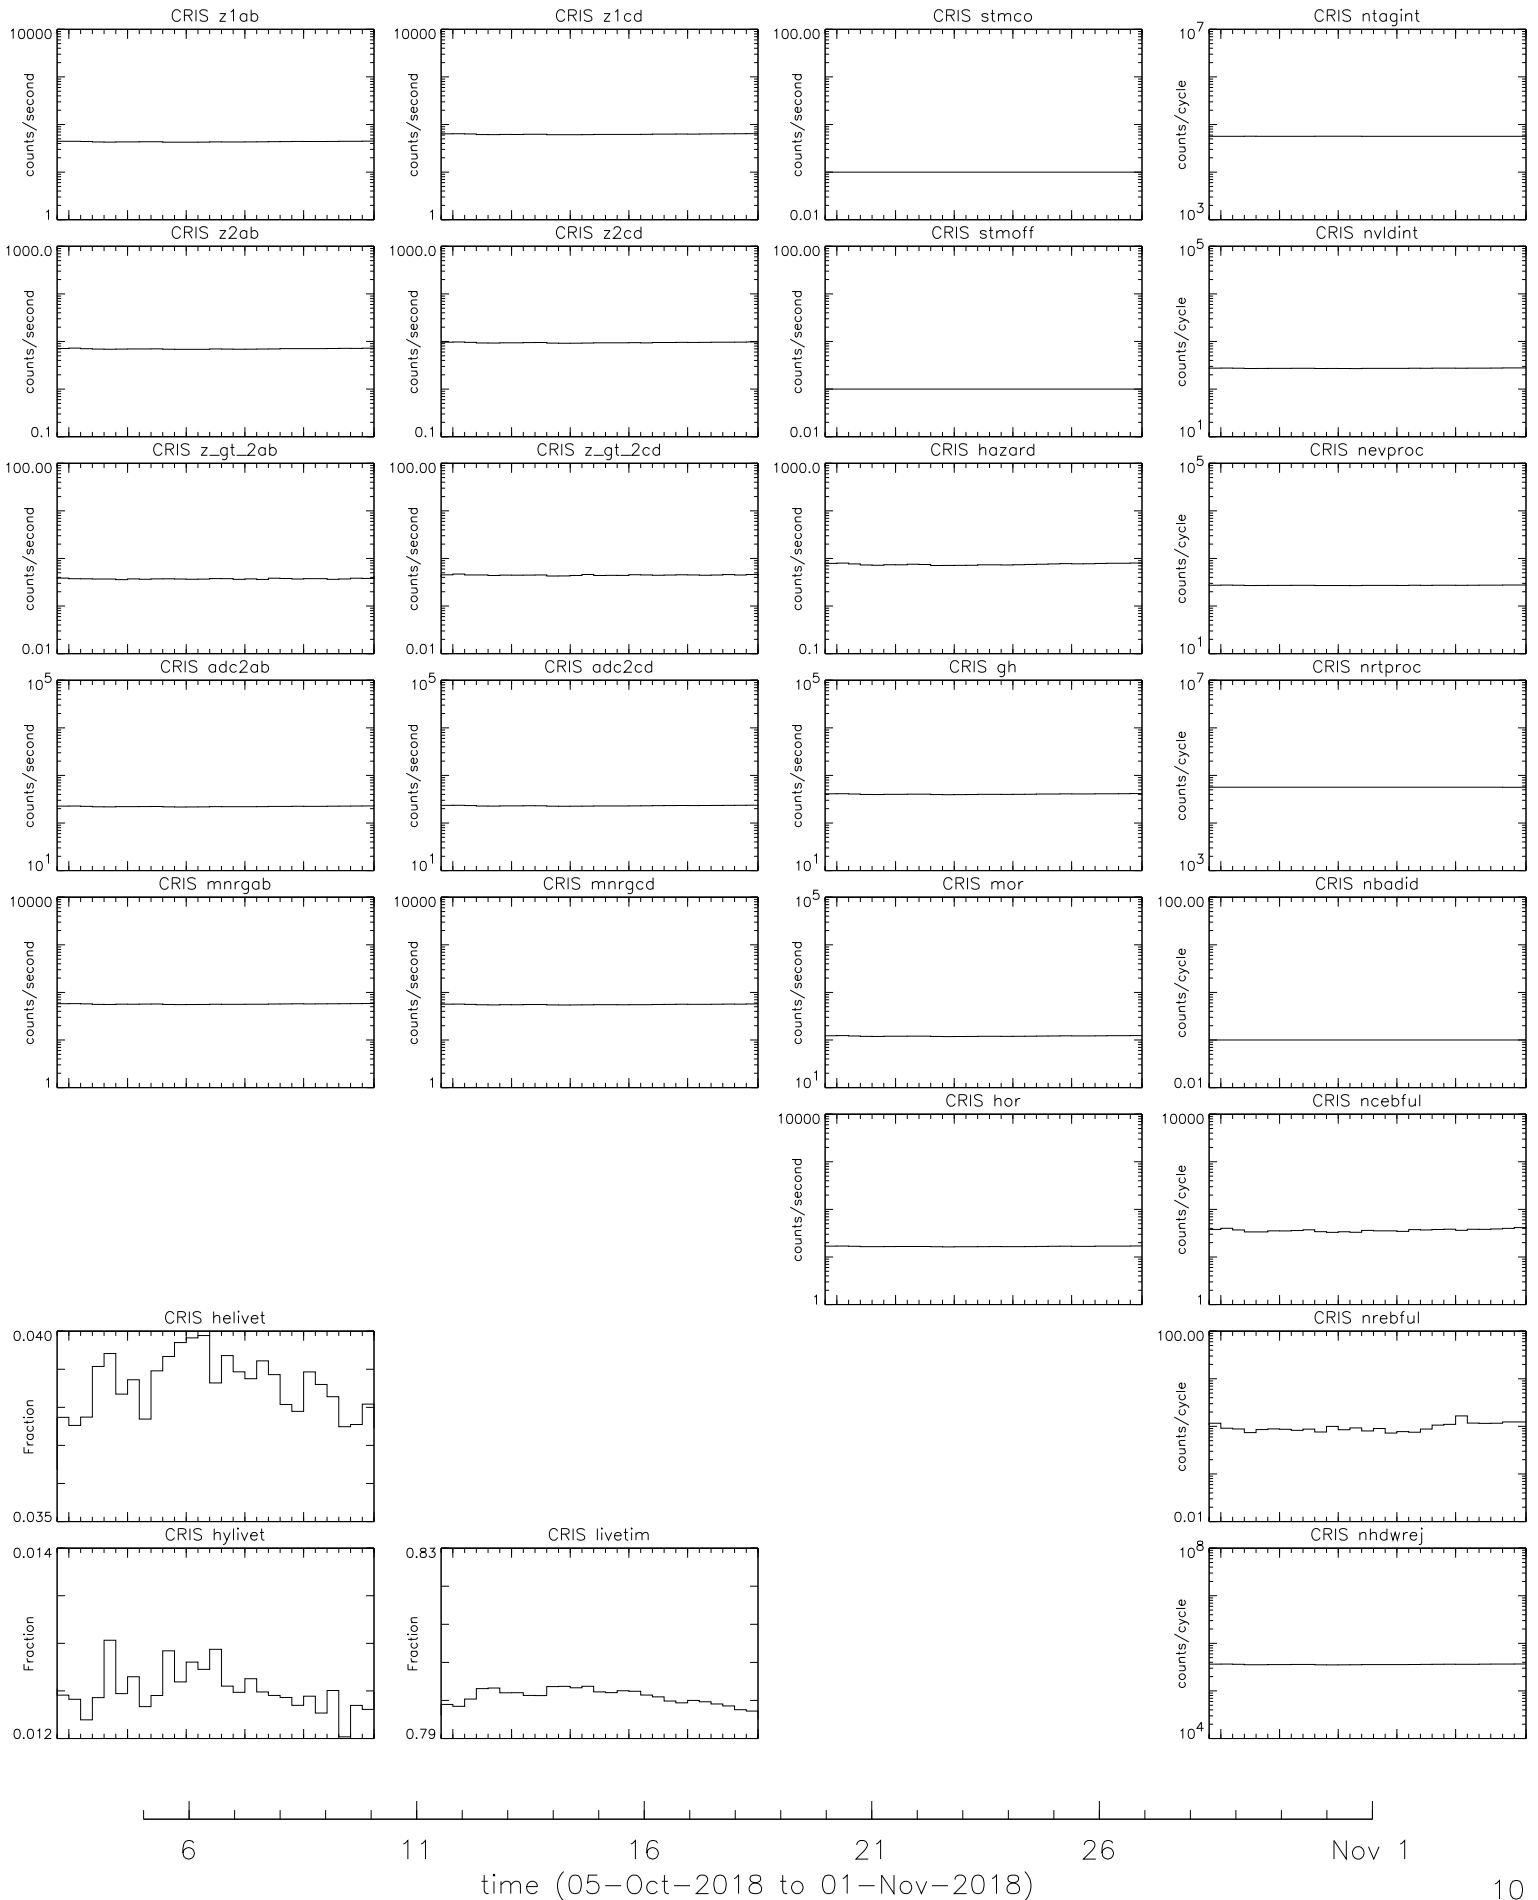 CRIS z1ab
CRIS z1cd
CRIS stmco
CRIS ntagint
10000
counts/second
1
10000
counts/second
1
100.00
counts/second
0.01
10^7
counts/cycle
10^3
CRIS z2ab
CRIS z2cd
CRIS stmoff
CRIS nvldint
1000.0
counts/second
0.1
1000.0
counts/second
0.1
100.00
counts/second
0.01
10^5
counts/cycle
10^1
CRIS z_gt_2ab
CRIS z_gt_2cd
CRIS hazard
CRIS nevproc
100.00
counts/second
0.01
100.00
counts/second
0.01
1000.0
counts/second
0.1
10^5
counts/cycle
10^1
CRIS adc2ab
CRIS adc2cd
CRIS gh
CRIS nrtproc
10^5
counts/second
10^1
10^5
counts/second
10^1
10^5
counts/second
10^1
10^7
counts/cycle
10^3
CRIS mnrgab
CRIS mnrgcd
CRIS mor
CRIS nbadid
10000
counts/second
1
10000
counts/second
1
10^5
counts/second
10^1
100.00
counts/cycle
0.01
CRIS hor
CRIS ncebful
10000
counts/second
1
10000
counts/cycle
1
CRIS helivet
CRIS nrebful
0.040
Fraction
0.035
100.00
counts/cycle
0.01
CRIS hylivet
CRIS livetim
CRIS nhdwrej
0.014
Fraction
0.012
0.83
Fraction
0.79
10^8
counts/cycle
10^4
6 11 16 21 26 Nov 1
time (05-Oct-2018 to 01-Nov-2018)
10